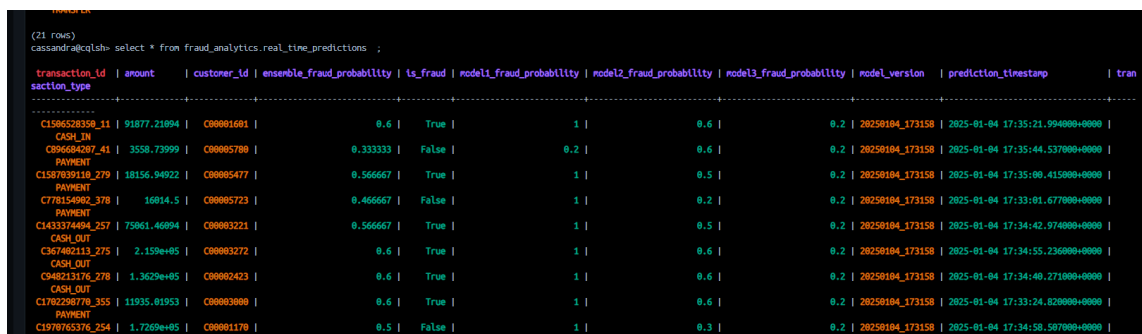 TRANSFER
(21 rows)
cassandra@cqlsh> select * from fraud_analytics.real_time_predictions  ;
transaction_id | amount | customer_id | ensemble_fraud_probability | is_fraud | model1_fraud_probability | model2_fraud_probability | model3_fraud_probability | model_version | prediction_timestamp | tran
saction_type
C1506528350_11 | 91877.21094 | C00001601 | 0.6 | True | 1 | 0.6 | 0.2 | 20250104_173158 | 2025-01-04 17:35:21.994000+0000 |
CASH_IN
C896684207_41 | 3558.73999 | C00005780 | 0.333333 | False | 0.2 | 0.6 | 0.2 | 20250104_173158 | 2025-01-04 17:35:44.537000+0000 |
PAYMENT
C1587039110_279 | 18156.94922 | C00005477 | 0.566667 | True | 1 | 0.5 | 0.2 | 20250104_173158 | 2025-01-04 17:35:00.415000+0000 |
PAYMENT
C778154902_378 | 16014.5 | C00005723 | 0.466667 | False | 1 | 0.2 | 0.2 | 20250104_173158 | 2025-01-04 17:33:01.677000+0000 |
PAYMENT
C1433374494_257 | 75061.46094 | C00003221 | 0.566667 | True | 1 | 0.5 | 0.2 | 20250104_173158 | 2025-01-04 17:34:42.974000+0000 |
CASH_OUT
C367402113_275 | 2.159e+05 | C00003272 | 0.6 | True | 1 | 0.6 | 0.2 | 20250104_173158 | 2025-01-04 17:34:55.236000+0000 |
CASH_OUT
C948213176_278 | 1.3629e+05 | C00002423 | 0.6 | True | 1 | 0.6 | 0.2 | 20250104_173158 | 2025-01-04 17:34:40.271000+0000 |
CASH_OUT
C1702298770_355 | 11935.01953 | C00003000 | 0.6 | True | 1 | 0.6 | 0.2 | 20250104_173158 | 2025-01-04 17:33:24.820000+0000 |
PAYMENT
C1970765376_254 | 1.7269e+05 | C00001170 | 0.5 | False | 1 | 0.3 | 0.2 | 20250104_173158 | 2025-01-04 17:34:58.507000+0000 |